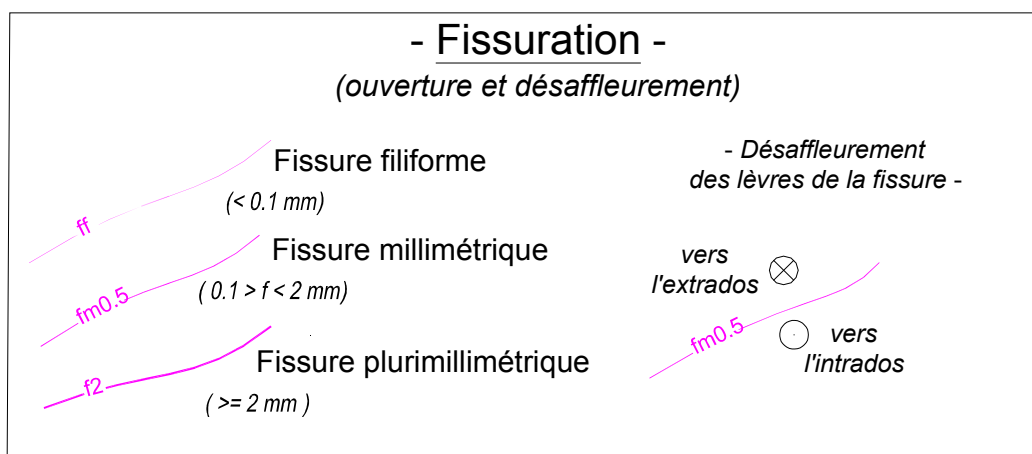 - Fissuration -
(ouverture et désaffleurement)
Fissure filiforme
(< 0.1 mm)
ff
Fissure millimétrique
( 0.1 > f < 2 mm)
fm0.5
Fissure plurimillimétrique
( >= 2 mm )
f2
- Désaffleurement
des lèvres de la fissure -
vers
l'extrados
fm0.5
vers
l'intrados